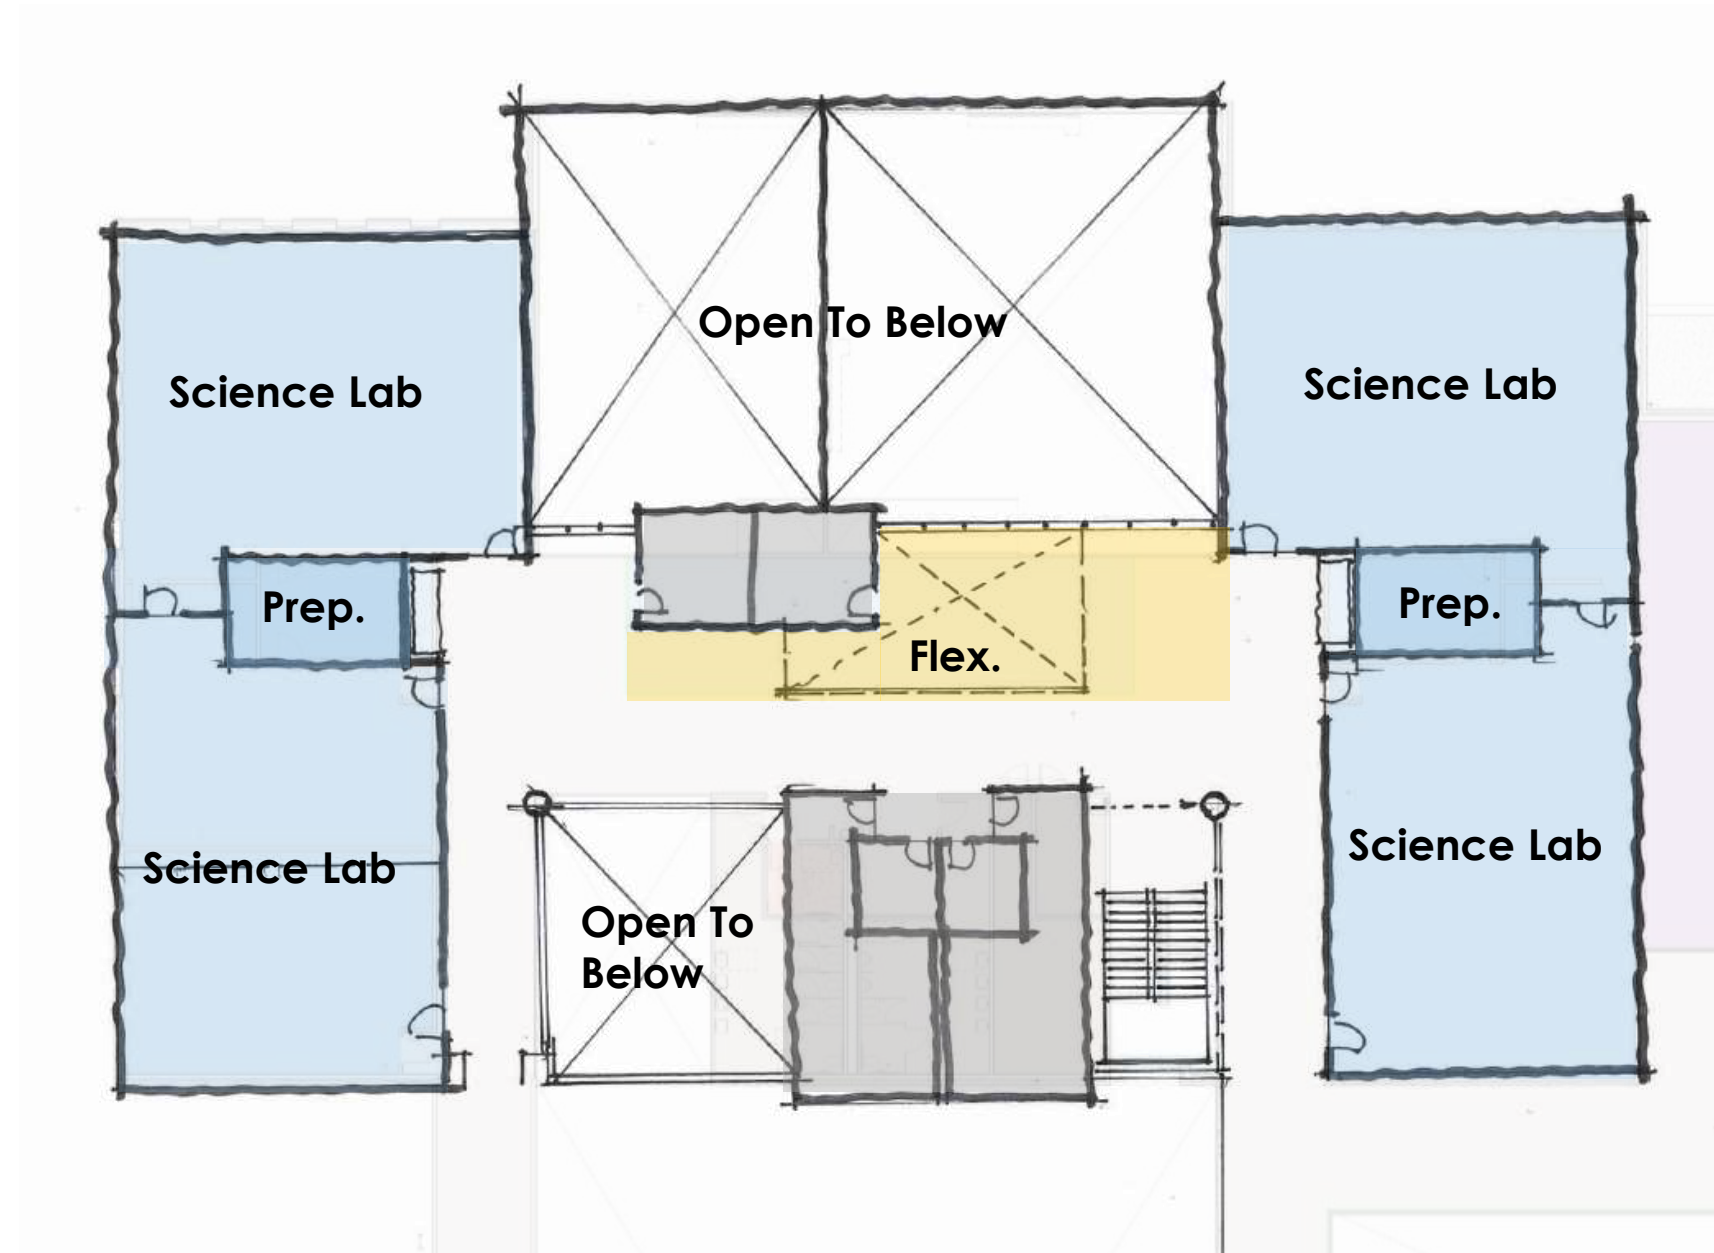 Open To Below
Science Lab
Science Lab
Prep.
Prep.
Flex.
Science Lab
Science Lab
Open To
Below